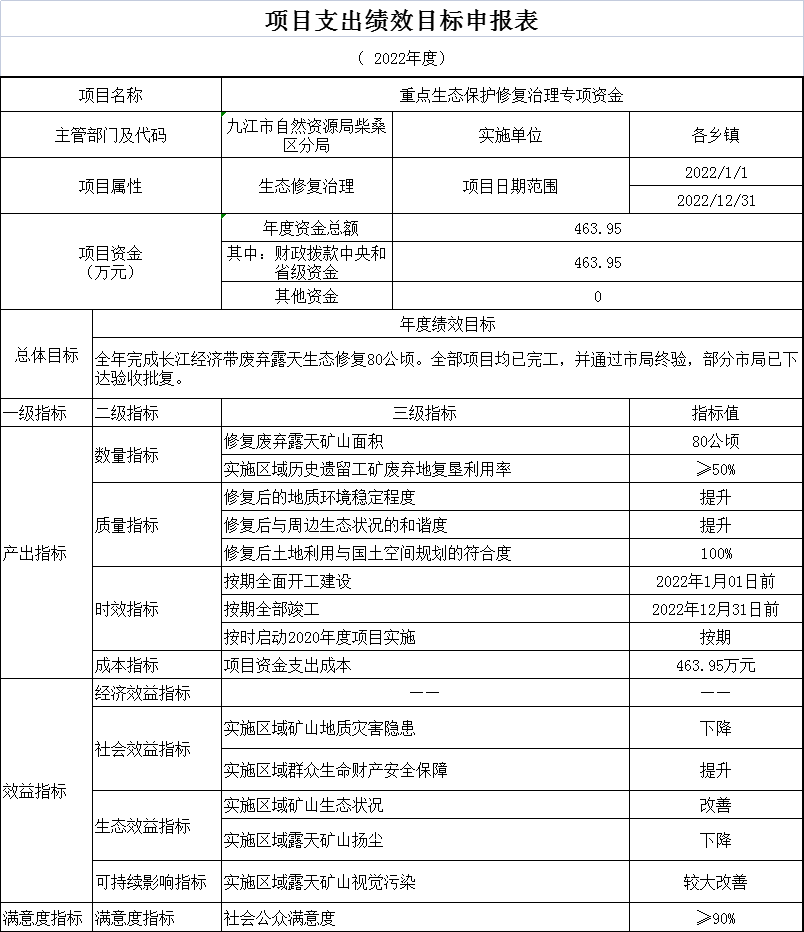 项目支出绩效目标申报表
（ 2022年度）
项目名称 重点生态保护修复治理专项资金
主管部门及代码 九江市自然资源局柴桑区分局 实施单位 各乡镇
项目属性 生态修复治理 项目日期范围 2022/1/1
2022/12/31
项目资金（万元） 年度资金总额 463.95
其中：财政拨款中央和省级资金 463.95
其他资金 0
总体目标 年度绩效目标
全年完成长江经济带废弃露天生态修复80公顷。全部项目均已完工，并通过市局终验，部分市局已下
达验收批复。
一级指标 二级指标 三级指标 指标值
产出指标 数量指标 修复废弃露天矿山面积 80公顷
实施区域历史遗留工矿废弃地复垦利用率 ≥50%
质量指标 修复后的地质环境稳定程度 提升
修复后与周边生态状况的和谐度 提升
修复后土地利用与国土空间规划的符合度 100%
时效指标 按期全面开工建设 2022年1月01日前
按期全部竣工 2022年12月31日前
按时启动2020年度项目实施 按期
成本指标 项目资金支出成本 463.95万元
效益指标 经济效益指标 —— ——
社会效益指标 实施区域矿山地质灾害隐患 下降
实施区域群众生命财产安全保障 提升
生态效益指标 实施区域矿山生态状况 改善
实施区域露天矿山扬尘 下降
可持续影响指标 实施区域露天矿山视觉污染 较大改善
满意度指标 满意度指标 社会公众满意度 ≥90%